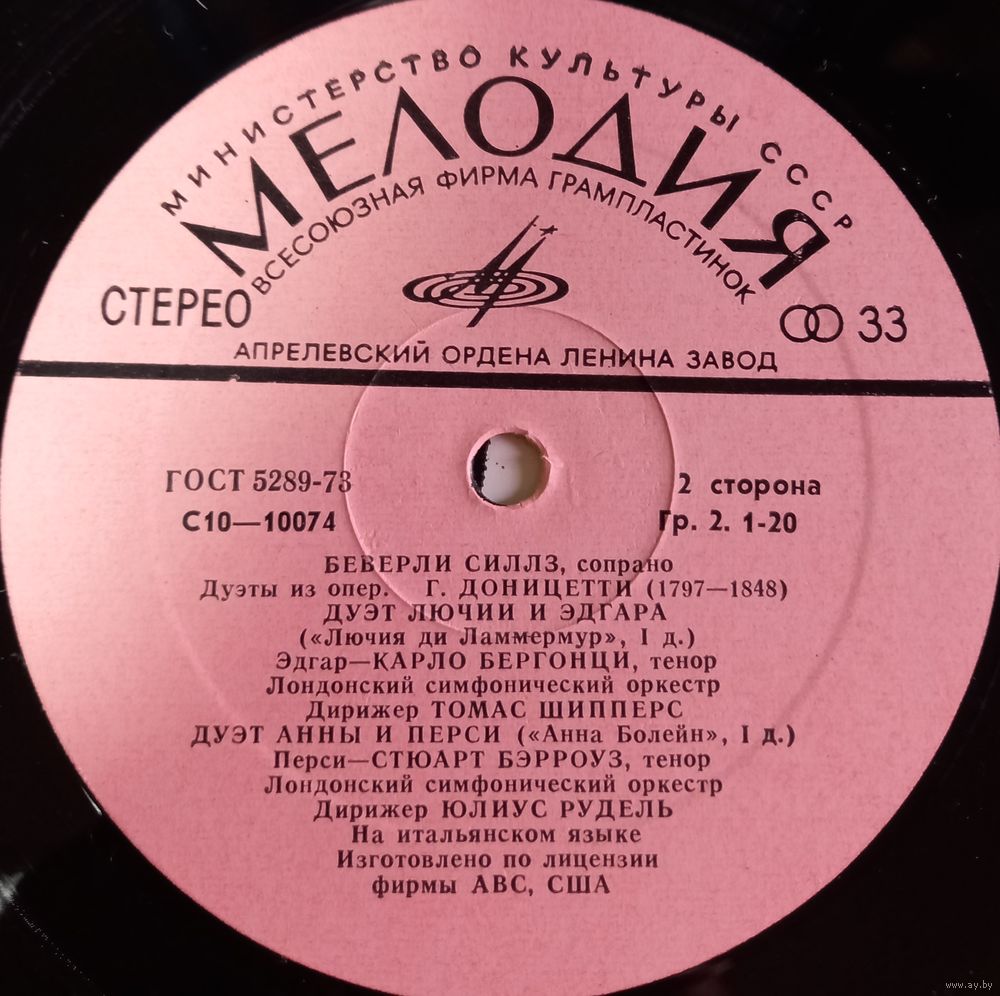 МИНИСТЕРСТВО КУЛЬТУРЫ СССР
МЕЛОДИЯ
ВСЕСОЮЗНАЯ ФИРМА ГРАМПЛАСТИНОК
СТЕРЕО
33
АПРЕЛЕВСКИЙ ОРДЕНА ЛЕНИНА ЗАВОД
ГОСТ 5289-73
2 сторона
С10—10074
Гр. 2. 1-20
БЕВЕРЛИ СИЛЛЗ, сопрано
Дуэты из опер. Г. ДОНИЦЕТТИ (1797—1848)
ДУЭТ ЛЮЧИИ И ЭДГАРА
(«Лючия ди Ламмермур», I д.)
Эдгар—КАРЛО БЕРГОНЦИ, тенор
Лондонский симфонический оркестр
Дирижер ТОМАС ШИППЕРС
ДУЭТ АННЫ И ПЕРСИ («Анна Болейн», I д.)
Перси—СТЮАРТ БЭРРОУЗ, тенор
Лондонский симфонический оркестр
Дирижер ЮЛИУС РУДЕЛЬ
На итальянском языке
Изготовлено по лицензии
фирмы ABC, США
www.ay.by